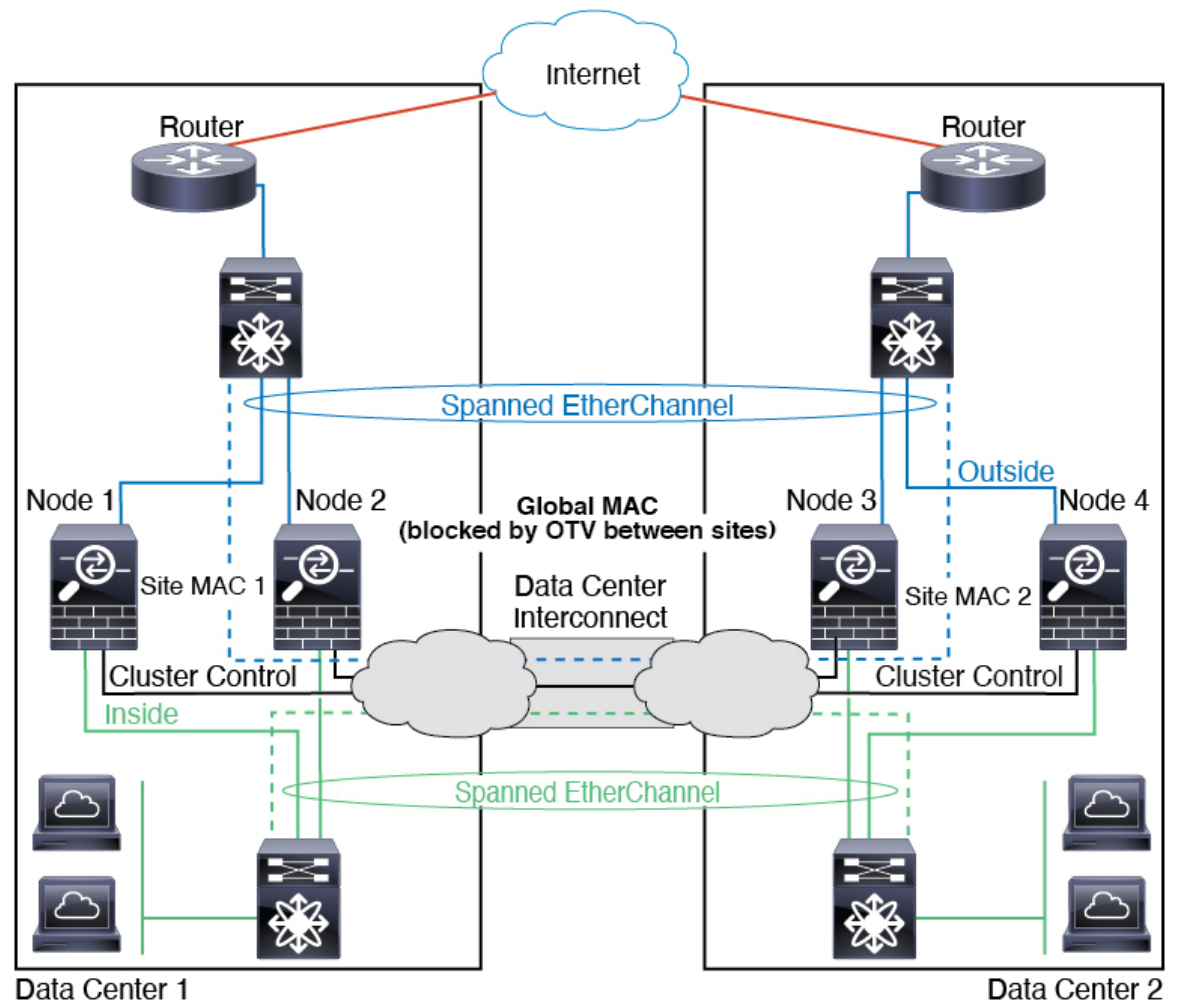 Internet
Router
Router
Spanned EtherChannel
Outside
Node 1
Node 2
Global MAC
(blocked by OTV between sites)
Node 3
Node 4
Site MAC 1
Data Center
Interconnect
Site MAC 2
Cluster Control
Cluster Control
Inside
Spanned EtherChannel
Data Center 1
Data Center 2